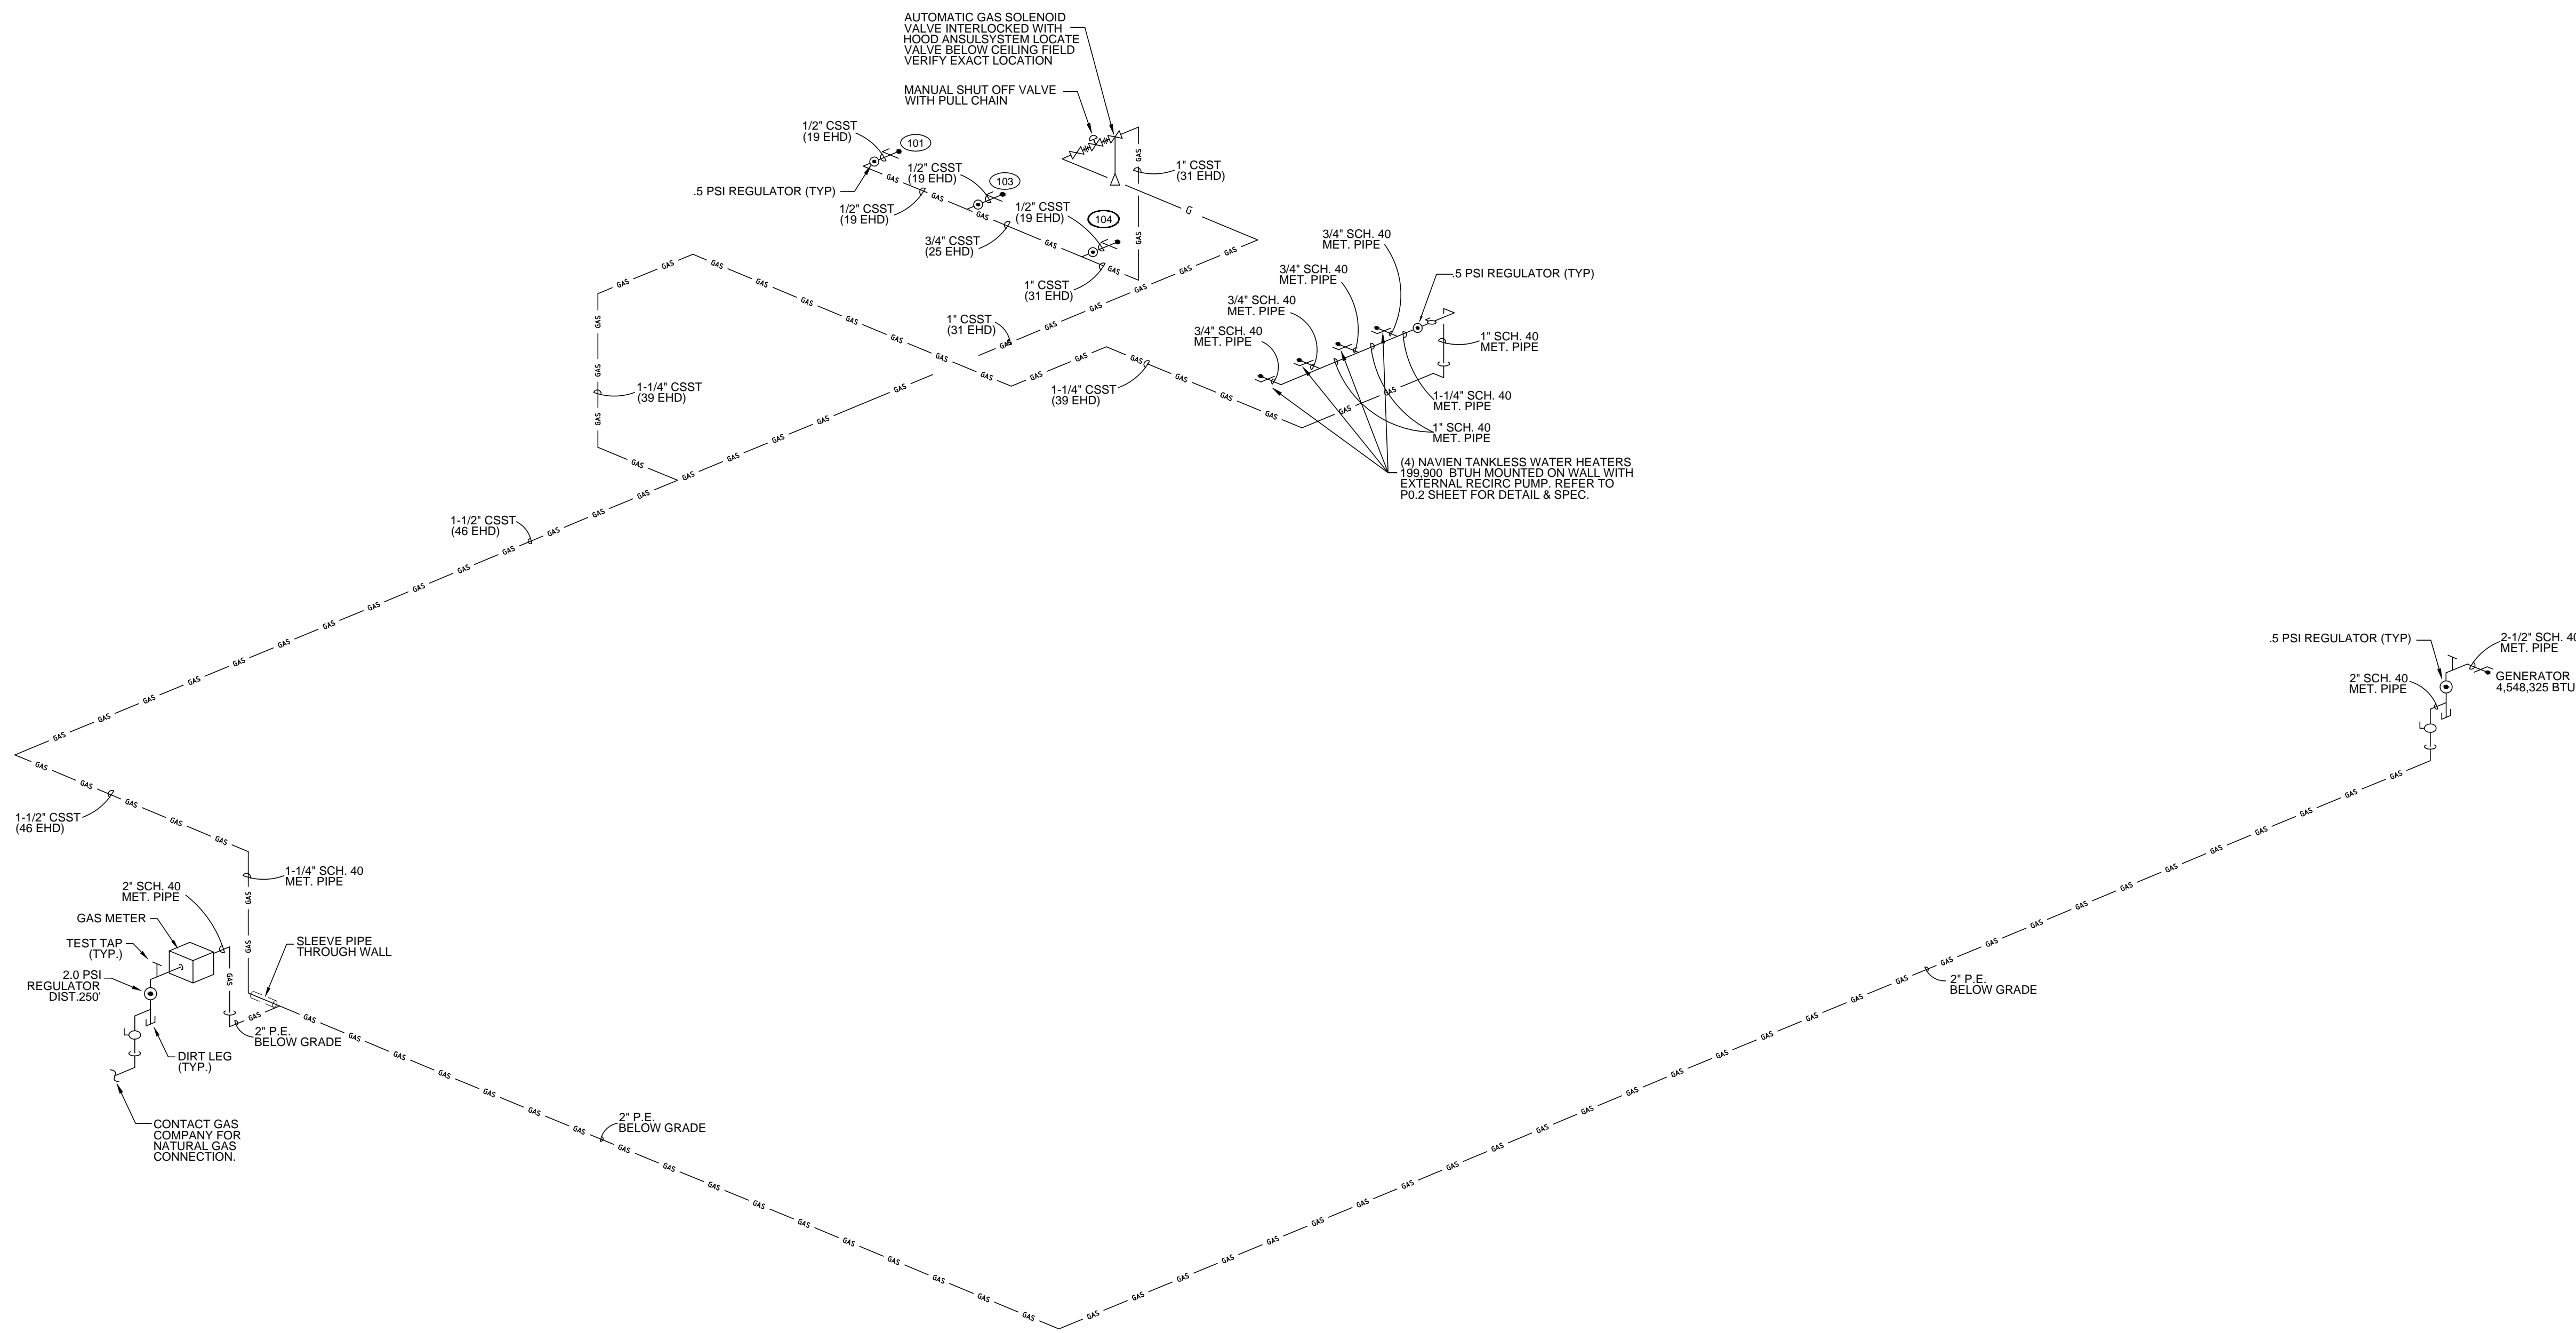 AUTOMATIC GAS SOLENOID
VALVE INTERLOCKED WITH
HOOD ANSULSYSTEM LOCATE
VALVE BELOW CEILING FIELD
VERIFY EXACT LOCATION
MANUAL SHUT OFF VALVE
WITH PULL CHAIN
1/2" CSST
(19 EHD)
101
.5 PSI REGULATOR (TYP)
1/2" CSST
(19 EHD)
103
1/2" CSST
(19 EHD)
1/2" CSST
(19 EHD)
104
3/4" CSST
(25 EHD)
1" CSST
(31 EHD)
1" CSST
(31 EHD)
G
1" CSST
(31 EHD)
3/4" SCH. 40
MET. PIPE
3/4" SCH. 40
MET. PIPE
3/4" SCH. 40
MET. PIPE
3/4" SCH. 40
MET. PIPE
.5 PSI REGULATOR (TYP)
1" SCH. 40
MET. PIPE
1-1/4" SCH. 40
MET. PIPE
1" SCH. 40
MET. PIPE
(4) NAVIEN TANKLESS WATER HEATERS
199,900 BTUH MOUNTED ON WALL WITH
EXTERNAL RECIRC PUMP. REFER TO
P0.2 SHEET FOR DETAIL & SPEC.
1-1/4" CSST
(39 EHD)
1-1/4" CSST
(39 EHD)
1-1/2" CSST
(46 EHD)
1-1/2" CSST
(46 EHD)
GAS
1-1/4" SCH. 40
MET. PIPE
2" SCH. 40
MET. PIPE
GAS METER
TEST TAP
(TYP.)
2.0 PSI
REGULATOR
DIST.250'
SLEEVE PIPE
THROUGH WALL
2" P.E.
BELOW GRADE
DIRT LEG
(TYP.)
CONTACT GAS
COMPANY FOR
NATURAL GAS
CONNECTION.
2" P.E.
BELOW GRADE
2" P.E.
BELOW GRADE
.5 PSI REGULATOR (TYP)
2-1/2" SCH. 40
MET. PIPE
2" SCH. 40
MET. PIPE
GENERATOR
4,548,325 BTU